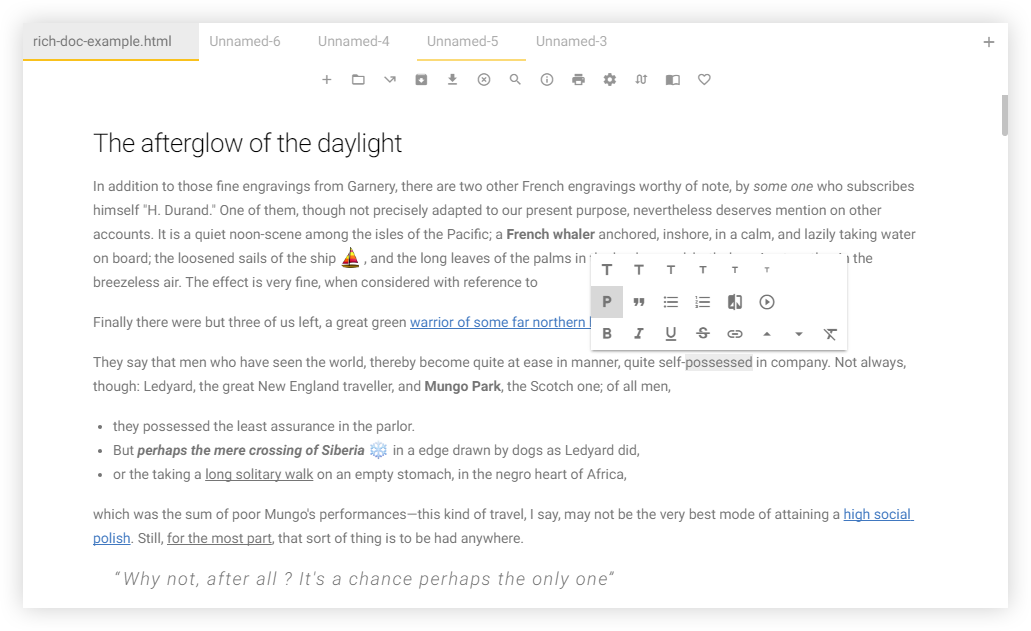 rich-doc-example.html Unnamed-6 Unnamed-4 Unnamed-5 Unnamed-3
The afterglow of the daylight
In addition to those fine engravings from Garnery, there are two other French engravings worthy of note, by some one who subscribes
himself "H. Durand." One of them, though not precisely adapted to our present purpose, nevertheless deserves mention on other
accounts. It is a quiet noon-scene among the isles of the Pacific; a French whaler anchored, inshore, in a calm, and lazily taking water
on board; the loosened sails of the ship ⛵, and the long leaves of the palms in the
breezeless air. The effect is very fine, when considered with reference to
T T T T T T
P
B I U S T
Finally there were but three of us left, a great green warrior of some far northern
They say that men who have seen the world, thereby become quite at ease in manner, quite self-possessed in company. Not always,
though: Ledyard, the great New England traveller, and Mungo Park, the Scotch one; of all men,
• they possessed the least assurance in the parlor.
• But perhaps the mere crossing of Siberia ❄️ in a edge drawn by dogs as Ledyard did,
• or the taking a long solitary walk on an empty stomach, in the negro heart of Africa,
which was the sum of poor Mungo's performances—this kind of travel, I say, may not be the very best mode of attaining a high social
polish. Still, for the most part, that sort of thing is to be had anywhere.
“Why not, after all ? It's a chance perhaps the only one“